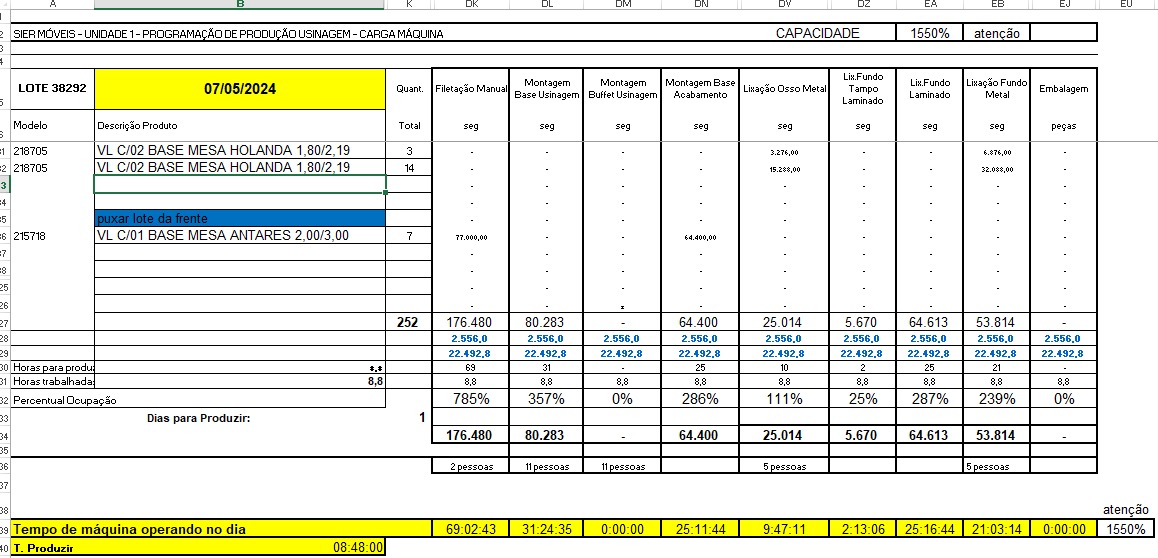 A B K DK DL DM DN DV DZ EA EB EJ EU
SIER MÓVEIS - UNIDADE 1 - PROGRAMAÇÃO DE PRODUÇÃO USINAGEM - CARGA MÁQUINA CAPACIDADE 1550% atenção
LOTE 38292 07/05/2024 Quant. Filetação Manual Montagem Base Usinagem Montagem Buffet Usinagem Montagem Base Acabamento Lixação Osso Metal Lix.Fundo Tampo Laminado Lix.Fundo Laminado Lixação Fundo Metal Embalagem
Modelo Descrição Produto Total seg seg seg seg seg seg seg seg peças
218705 VL C/02 BASE MESA HOLANDA 1,80/2,19 3 - - - - 3.276,00 - - 6.876,00 -
218705 VL C/02 BASE MESA HOLANDA 1,80/2,19 14 - - - - 15.288,00 - - 32.088,00 -
- - - - - - - - -
- - - - - - - - -
puxar lote da frente - - - - - - - - -
215718 VL C/01 BASE MESA ANTARES 2,00/3,00 7 77.000,00 - - 64.400,00 - - - - -
- - - - - - - - -
- - - - - - - - -
- - - - - - - - -
- - - - - - - -
252 176.480 80.283 - 64.400 25.014 5.670 64.613 53.814 -
2.556,0 2.556,0 2.556,0 2.556,0 2.556,0 2.556,0 2.556,0 2.556,0 2.556,0
22.492,8 22.492,8 22.492,8 22.492,8 22.492,8 22.492,8 22.492,8 22.492,8 22.492,8
Horas para produz *,* 69 31 - 25 10 2 25 21 -
Horas trabalhadas 8,8 8,8 8,8 8,8 8,8 8,8 8,8 8,8 8,8 8,8
Percentual Ocupação 785% 357% 0% 286% 111% 25% 287% 239% 0%
Dias para Produzir: 1
176.480 80.283 - 64.400 25.014 5.670 64.613 53.814 -
2 pessoas 11 pessoas 11 pessoas 5 pessoas 5 pessoas
atenção
Tempo de máquina operando no dia 69:02:43 31:24:35 0:00:00 25:11:44 9:47:11 2:13:06 25:16:44 21:03:14 0:00:00 1550%
T. Produzir 08:48:00